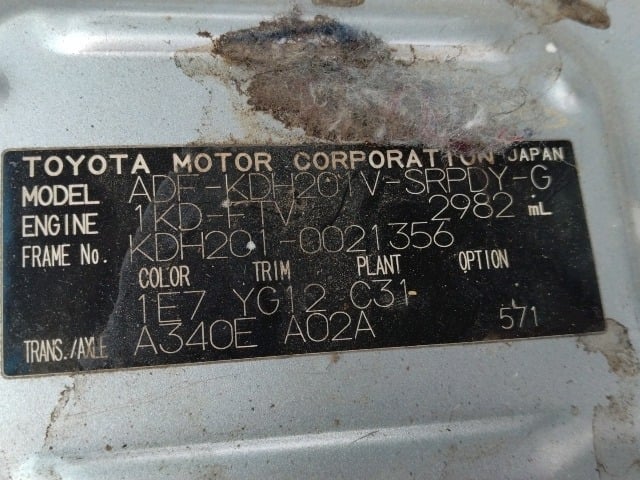 TOYOTA MOTOR CORPORATION JAPAN
MODEL ADF-KDH201V-SRPDY-G
ENGINE 1KD-FTV 2982 mL
FRAME No. KDH201-0021356
COLOR TRIM PLANT OPTION
1E7 YG12 C31
TRANS./AXLE A340E A02A 571